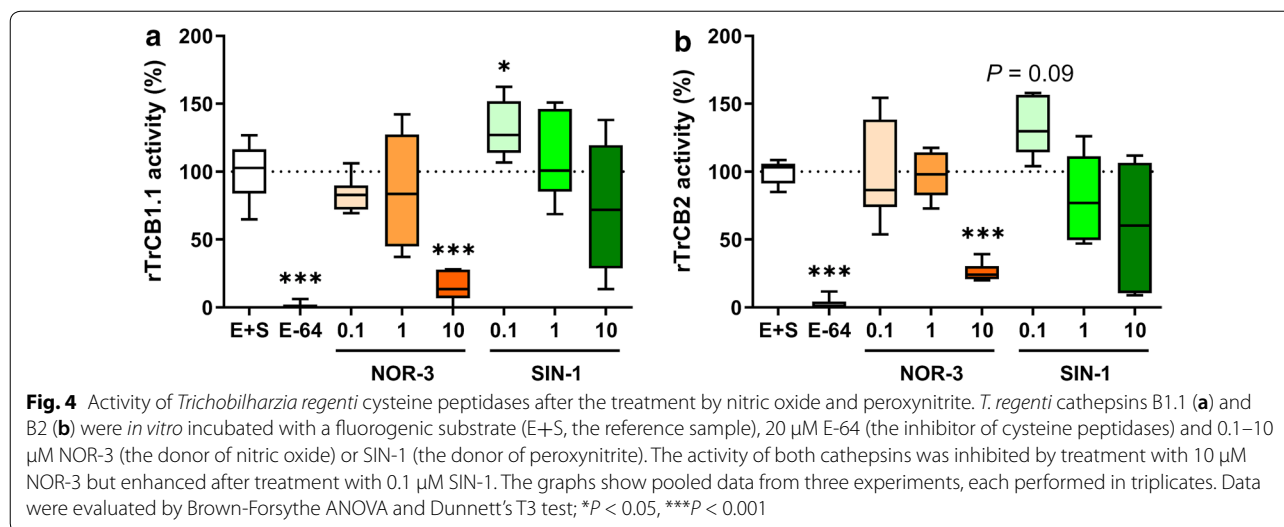 a
200
150
100
50
0
rTrCB1.1 activity (%)
***
***
*
E+S E-64 0.1 1 10 0.1 1 10
NOR-3 SIN-1
b
200
150
100
50
0
rTrCB2 activity (%)
***
***
P = 0.09
E+S E-64 0.1 1 10 0.1 1 10
NOR-3 SIN-1
Fig. 4 Activity of Trichobilharzia regenti cysteine peptidases after the treatment by nitric oxide and peroxynitrite. T. regenti cathepsins B1.1 (a) and
B2 (b) were in vitro incubated with a fluorogenic substrate (E+S, the reference sample), 20 μM E-64 (the inhibitor of cysteine peptidases) and 0.1–10
μM NOR-3 (the donor of nitric oxide) or SIN-1 (the donor of peroxynitrite). The activity of both cathepsins was inhibited by treatment with 10 μM
NOR-3 but enhanced after treatment with 0.1 μM SIN-1. The graphs show pooled data from three experiments, each performed in triplicates. Data
were evaluated by Brown-Forsythe ANOVA and Dunnett's T3 test; *P < 0.05, ***P < 0.001